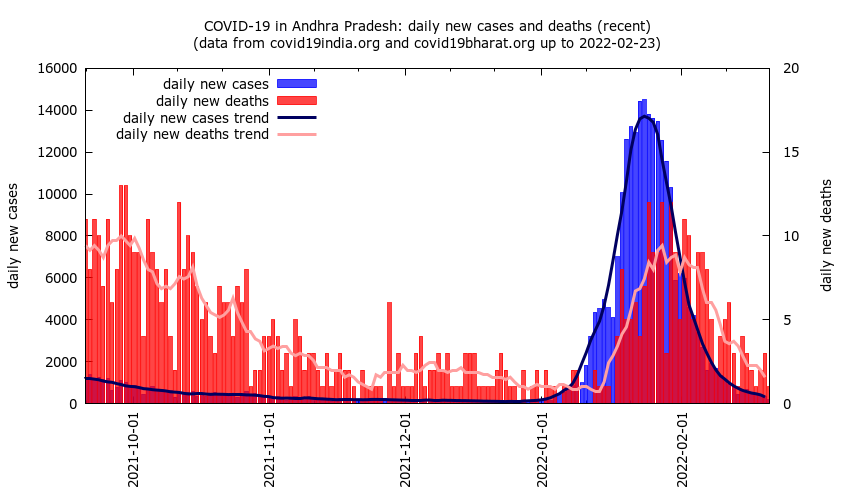 COVID-19 in Andhra Pradesh: daily new cases and deaths (recent)
(data from covid19india.org and covid19bharat.org up to 2022-02-23)
daily new cases
daily new deaths
daily new cases trend
daily new deaths trend
16000
14000
12000
10000
8000
6000
4000
2000
0
daily new cases
20
15
10
5
0
daily new deaths
2021-10-01
2021-11-01
2021-12-01
2022-01-01
2022-02-01